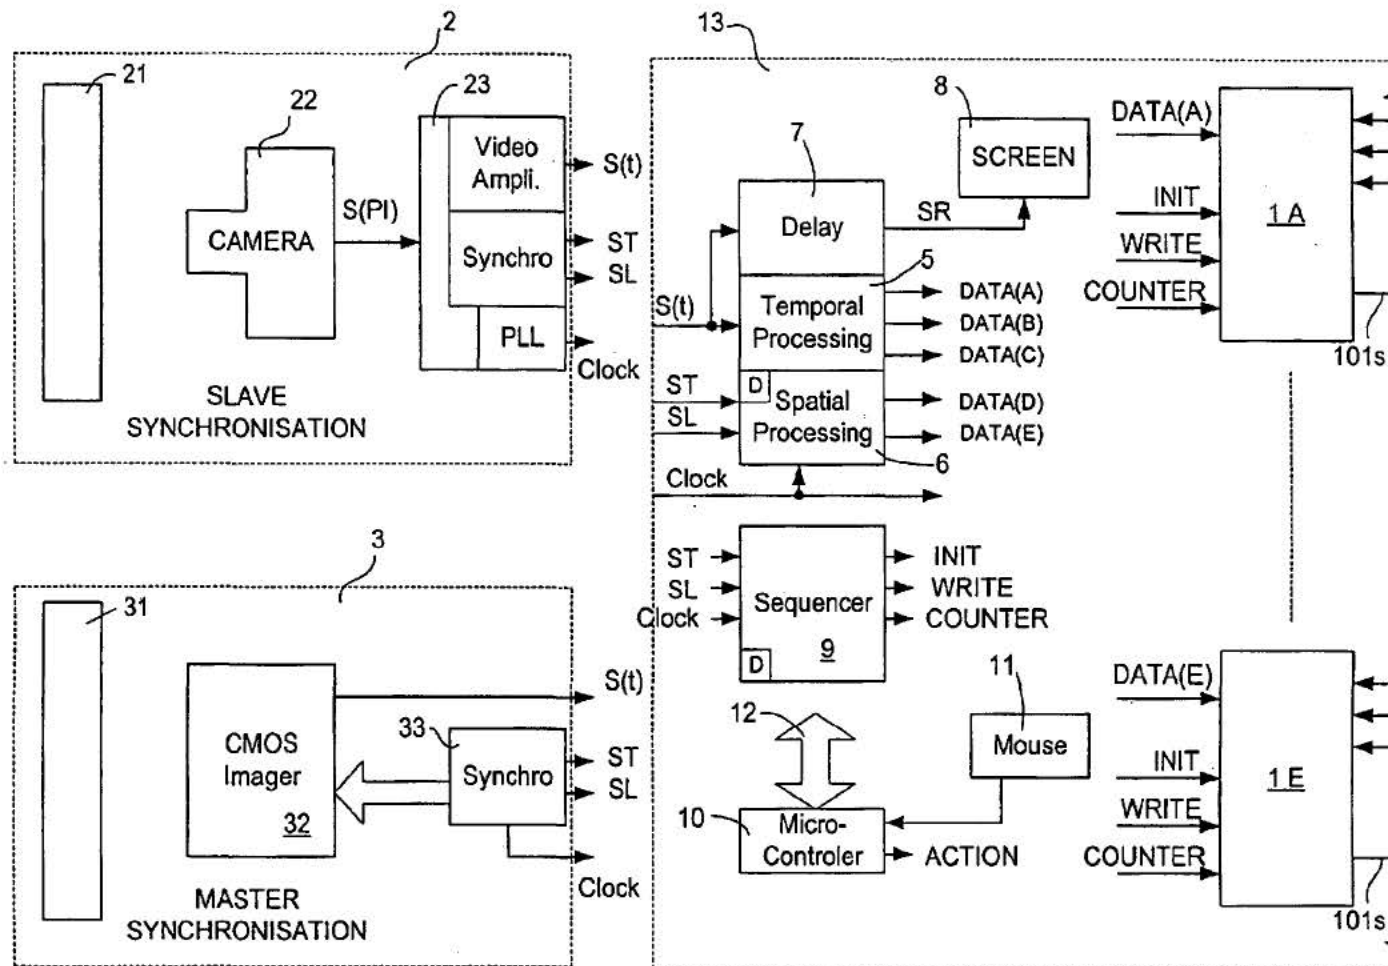 2
21
22
23
Video
Ampli.
S(t)
S(PI)
CAMERA
ST
Synchro
SL
PLL
Clock
SLAVE
SYNCHRONISATION
3
31
S(t)
33
CMOS
Imager
ST
Synchro
SL
32
Clock
MASTER
SYNCHRONISATION
13
8
SCREEN
7
Delay
SR
5
S(t)
Temporal
Processing
DATA(A)
DATA(B)
DATA(C)
ST
D
SL
Spatial
Processing
DATA(D)
DATA(E)
6
Clock
ST
INIT
SL
Sequencer
WRITE
Clock
COUNTER
9
D
11
12
Mouse
10
Micro-
Controler
ACTION
DATA(A)
INIT
1 A
WRITE
COUNTER
101s
DATA(E)
INIT
1 E
WRITE
COUNTER
101s